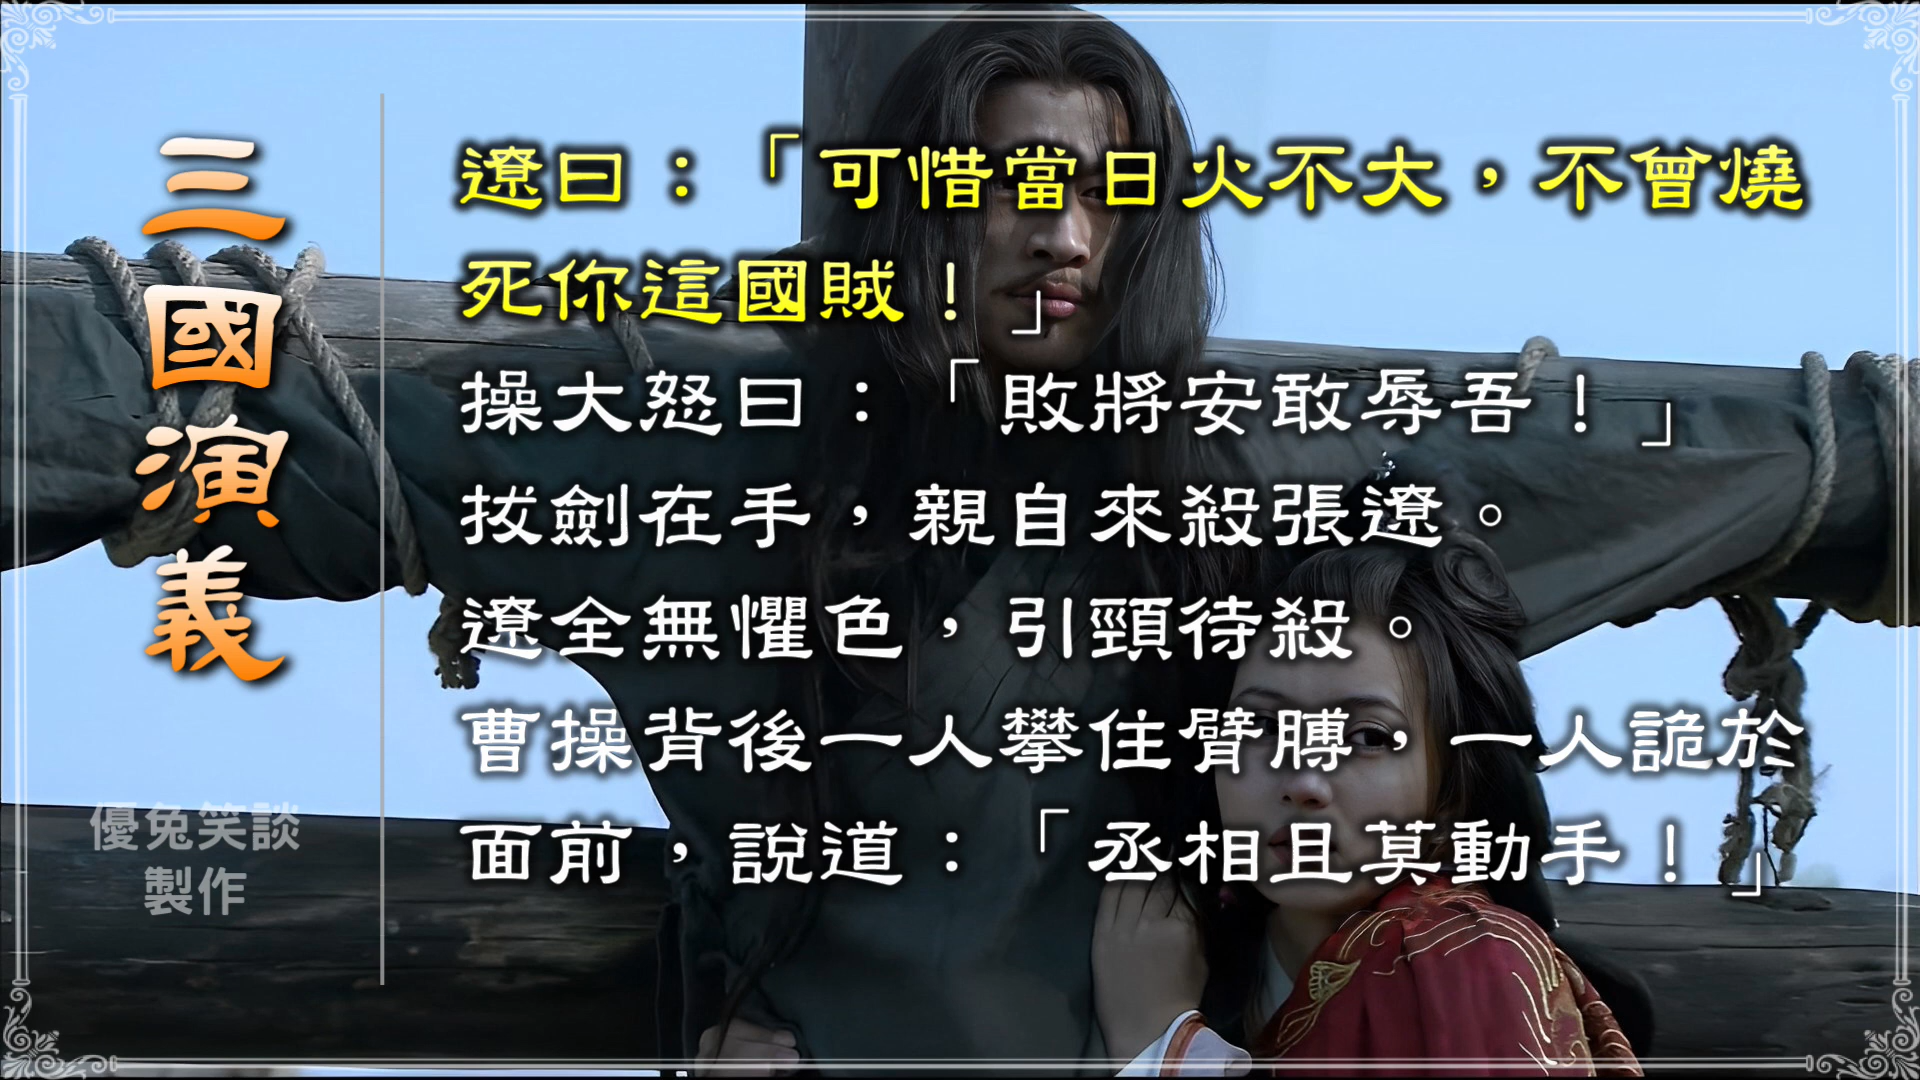 三國演義
優兔笑談
製作
遼曰：「可惜當日火不大，不曾燒
死你這國賊！」
操大怒曰：「敗將安敢辱吾！」
拔劍在手，親自來殺張遼。
遼全無懼色，引頸待殺。
曹操背後一人攀住臂膊，一人跪於
面前，說道：「丞相且莫動手！」